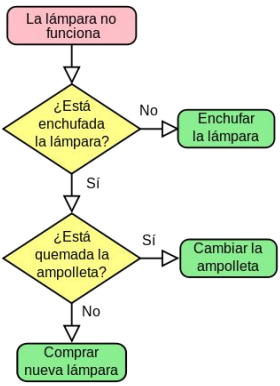 La lámpara no
funciona
¿Está
enchufada
la lámpara?
No
Enchufar
la lámpara
Sí
¿Está
quemada la
ampolleta?
Sí
Cambiar la
ampolleta
No
Comprar
nueva lámpara